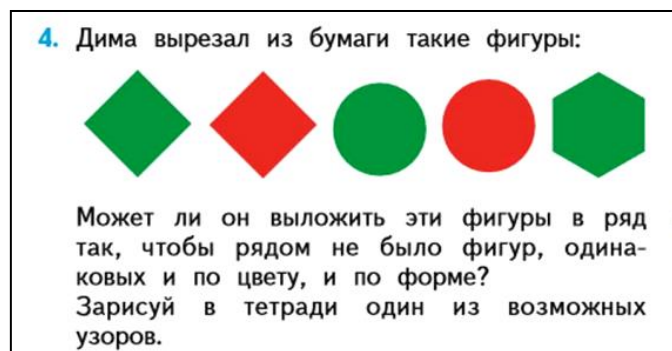 4. Дима вырезал из бумаги такие фигуры:
Может ли он выложить эти фигуры в ряд
так, чтобы рядом не было фигур, одина-
ковых и по цвету, и по форме?
Зарисуй в тетради один из возможных
узоров.